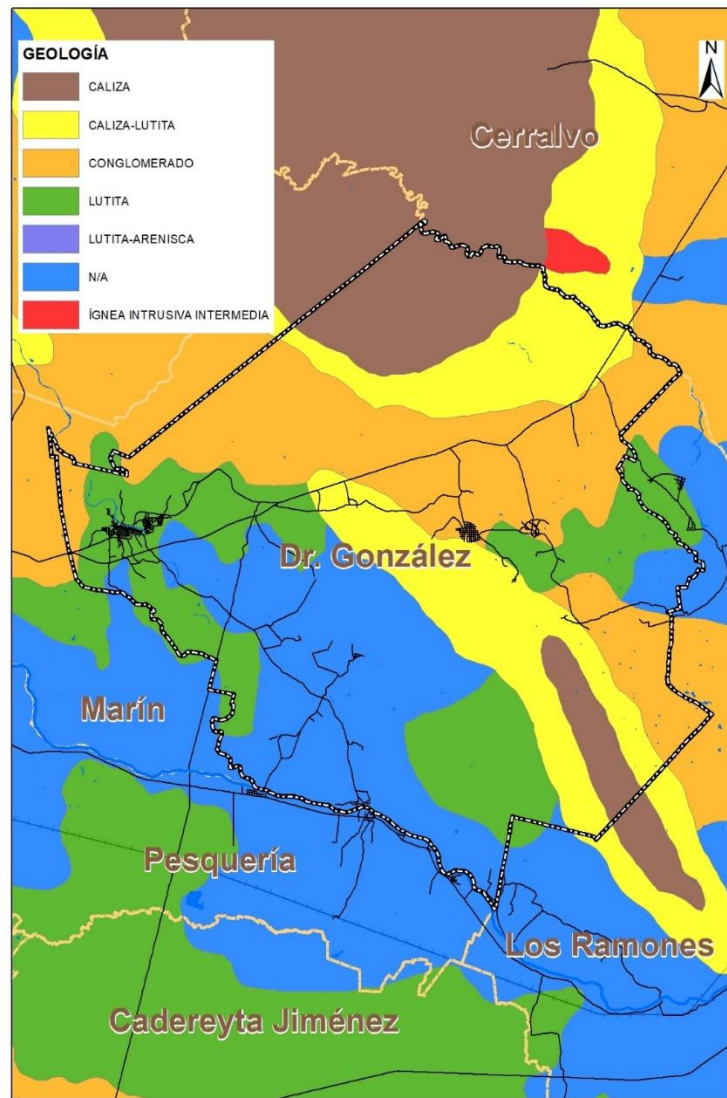 GEOLOGÍA
CALIZA
CALIZA-LUTITA
CONGLOMERADO
LUTITA
LUTITA-ARENISCA
N/A
ÍGNEA INTRUSIVA INTERMEDIA
N
Cerralvo
Dr. González
Marín
Pesquería
Los Ramones
Cadereyta Jiménez